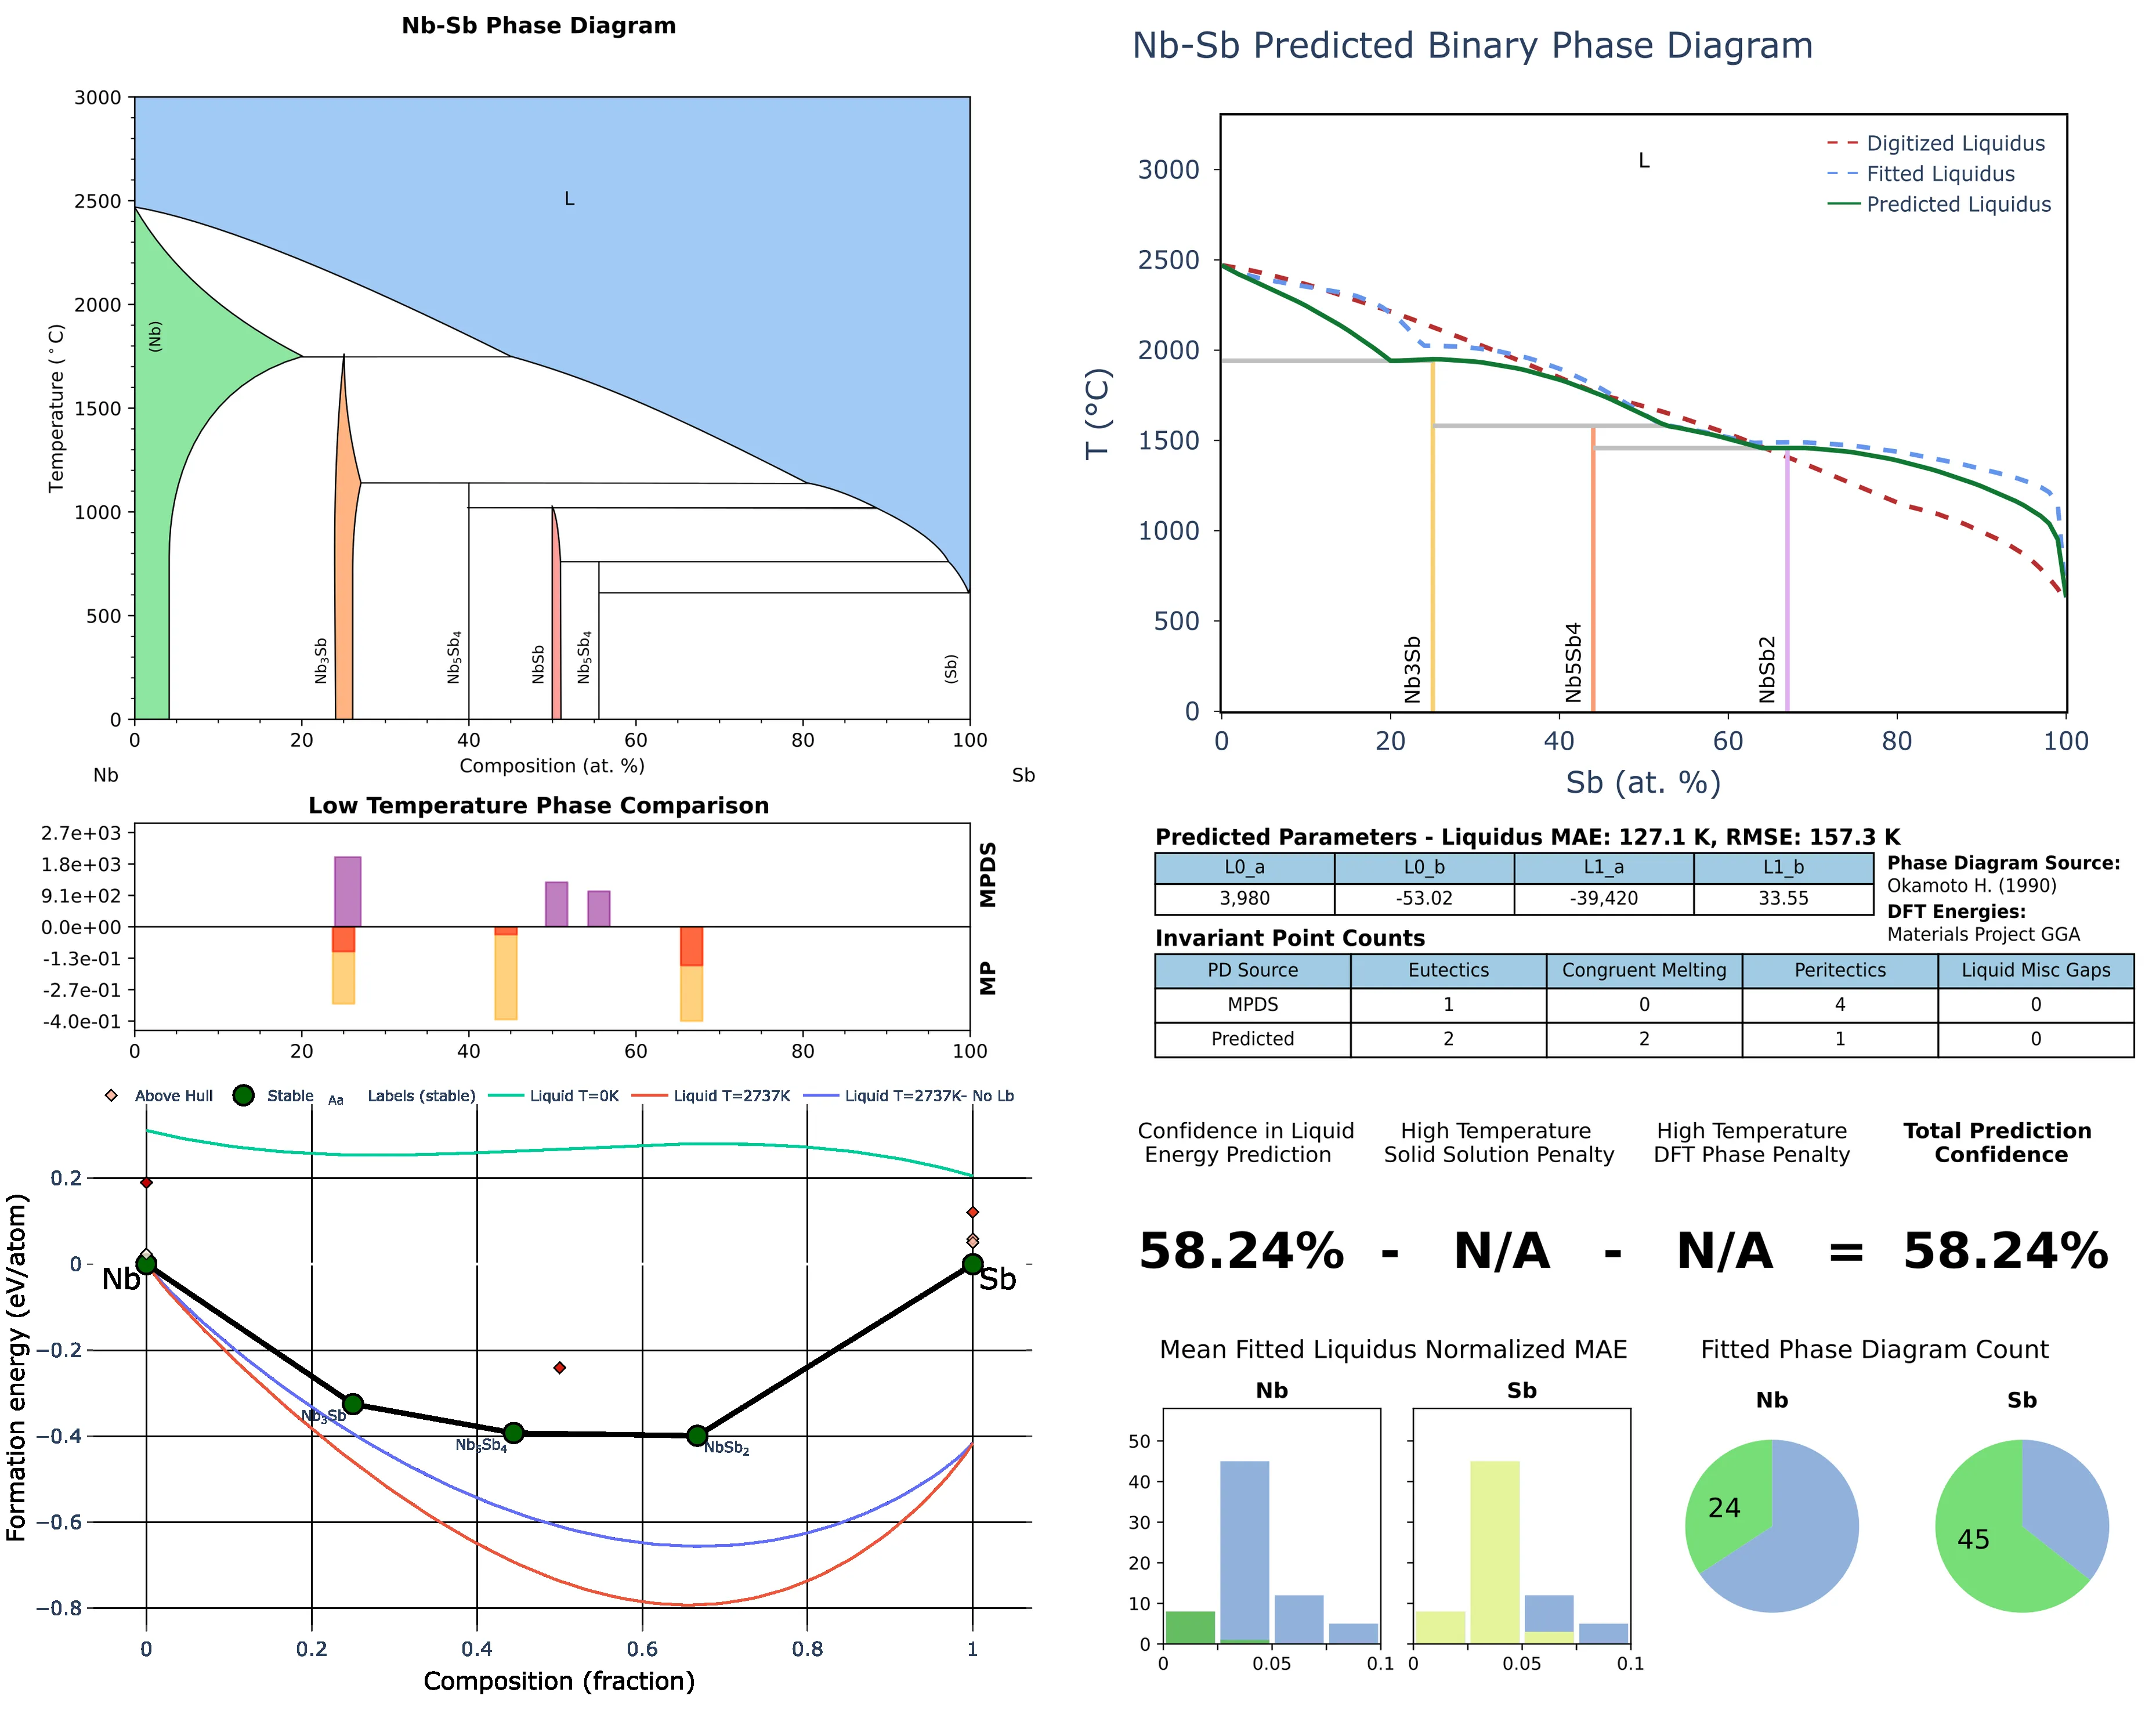 Nb-Sb Phase Diagram
3000
2500
2000
1500
1000
500
0
Temperature (°C)
L
(Nb)
Nb₃Sb
Nb₅Sb₄
NbSb
Nb₅Sb₄
(Sb)
0 20 40 60 80 100
Nb Composition (at. %) Sb
Low Temperature Phase Comparison
2.7e+03
1.8e+03
9.1e+02
0.0e+00
-1.3e-01
-2.7e-01
-4.0e-01
MPDS
MP
0 20 40 60 80 100
Above Hull Stable Aa Labels (stable) Liquid T=0K Liquid T=2737K Liquid T=2737K- No Lb
0.2
0
−0.2
−0.4
−0.6
−0.8
Formation energy (eV/atom)
Nb
Sb
Nb₃Sb
Nb₅Sb₄
NbSb₂
0 0.2 0.4 0.6 0.8 1
Composition (fraction)
Nb-Sb Predicted Binary Phase Diagram
L
Digitized Liquidus
Fitted Liquidus
Predicted Liquidus
3000
2500
2000
1500
1000
500
0
T (°C)
Nb3Sb
Nb5Sb4
NbSb2
0 20 40 60 80 100
Sb (at. %)
Predicted Parameters - Liquidus MAE: 127.1 K, RMSE: 157.3 K
L0_a L0_b L1_a L1_b
3,980 -53.02 -39,420 33.55
Phase Diagram Source:
Okamoto H. (1990)
DFT Energies:
Materials Project GGA
Invariant Point Counts
PD Source Eutectics Congruent Melting Peritectics Liquid Misc Gaps
MPDS 1 0 4 0
Predicted 2 2 1 0
Confidence in Liquid
Energy Prediction
High Temperature
Solid Solution Penalty
High Temperature
DFT Phase Penalty
Total Prediction
Confidence
58.24% - N/A - N/A = 58.24%
Mean Fitted Liquidus Normalized MAE
Nb Sb
50
40
30
20
10
0
0 0.05 0.1 0 0.05 0.1
Fitted Phase Diagram Count
Nb Sb
24
45